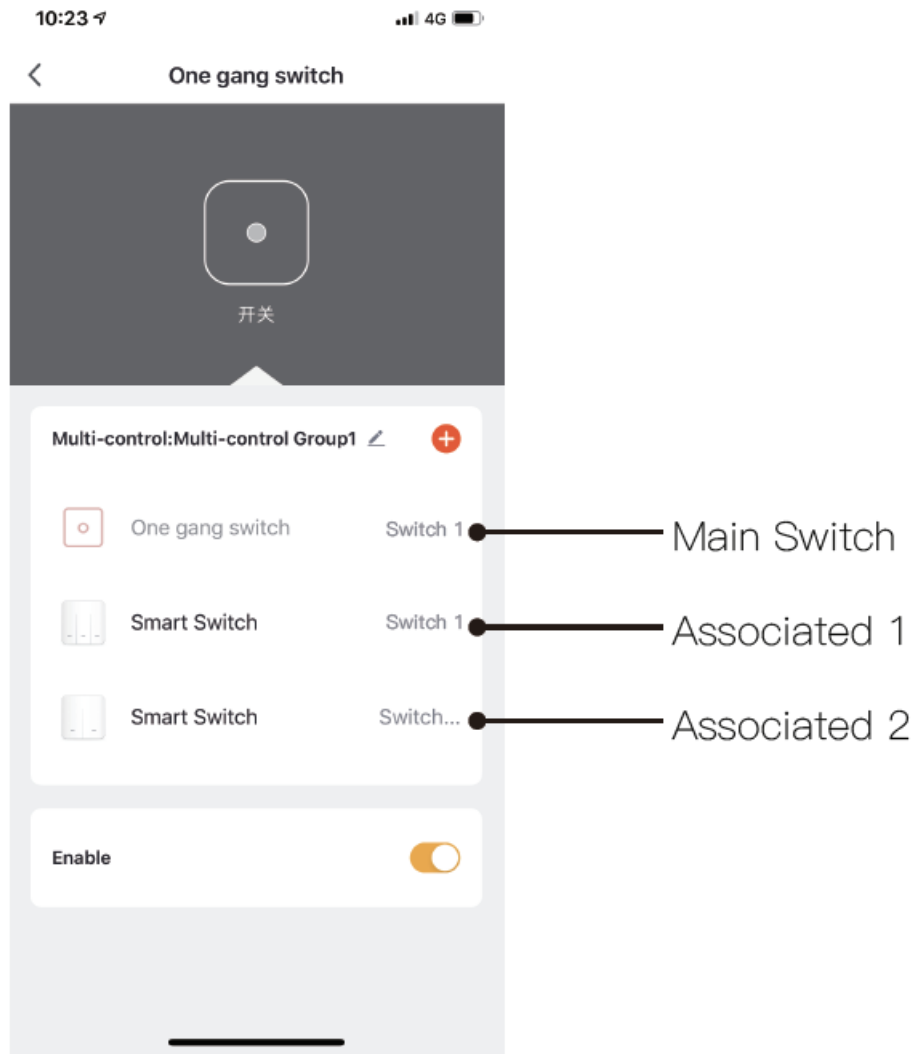 10:23 4G
One gang switch
开关
Multi-control:Multi-control Group1
One gang switch Switch 1 Main Switch
Smart Switch Switch 1 Associated 1
Smart Switch Switch... Associated 2
Enable